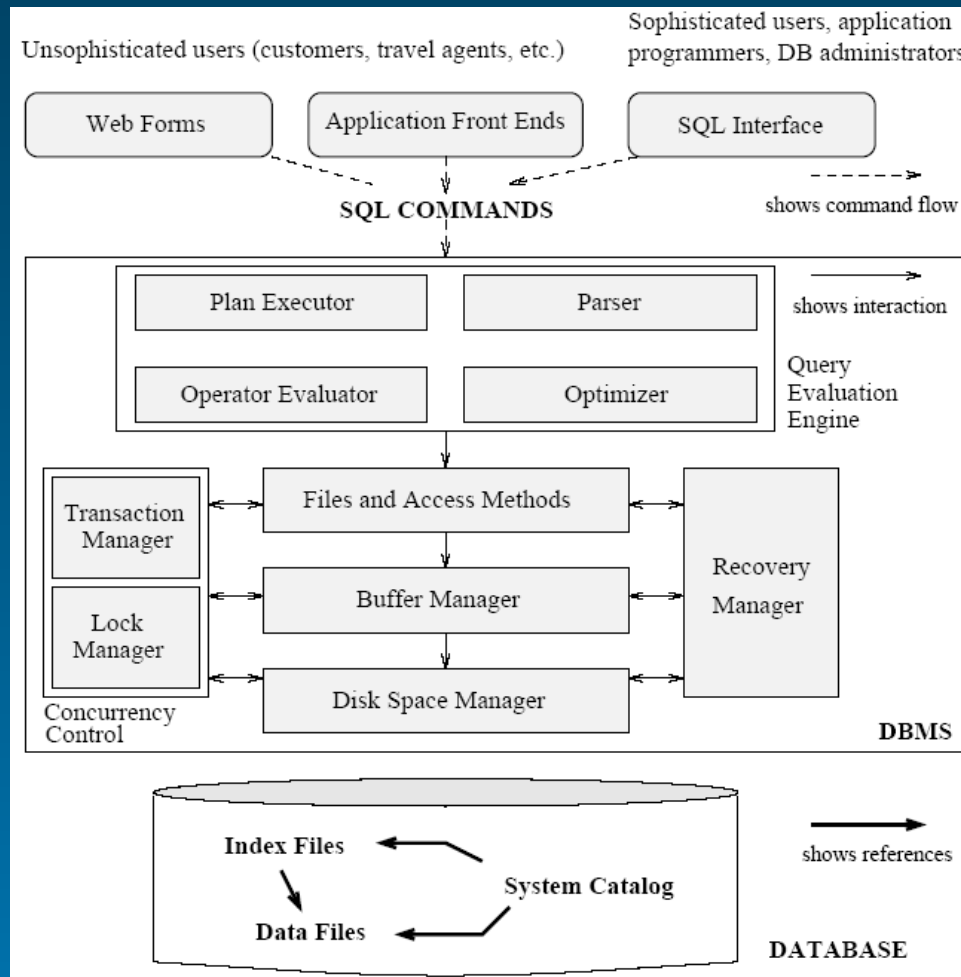 Unsophisticated users (customers, travel agents, etc.)
Sophisticated users, application
programmers, DB administrators
Web Forms
Application Front Ends
SQL Interface
SQL COMMANDS
shows command flow
Plan Executor
Parser
shows interaction
Operator Evaluator
Optimizer
Query
Evaluation
Engine
Files and Access Methods
Transaction
Manager
Buffer Manager
Recovery
Manager
Lock
Manager
Disk Space Manager
Concurrency
Control
DBMS
Index Files
shows references
System Catalog
Data Files
DATABASE